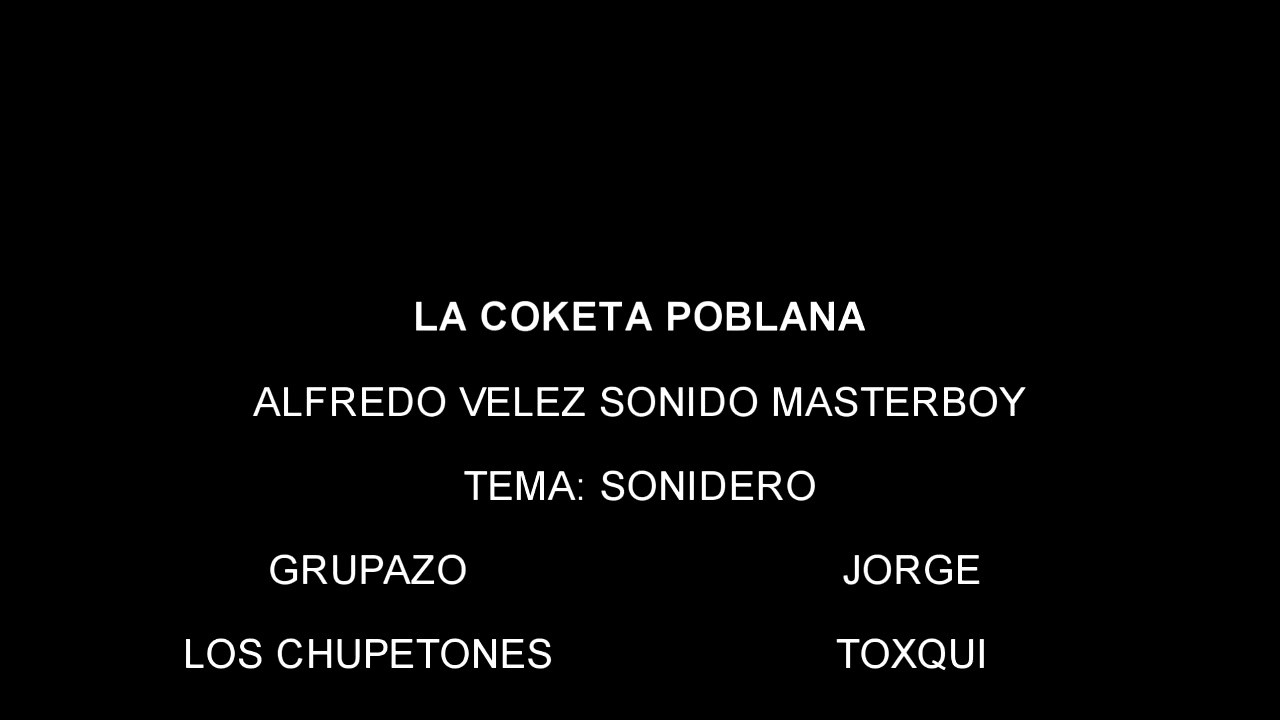 LA COKETA POBLANA
ALFREDO VELEZ SONIDO MASTERBOY
TEMA: SONIDERO
GRUPAZO JORGE
LOS CHUPETONES TOXQUI